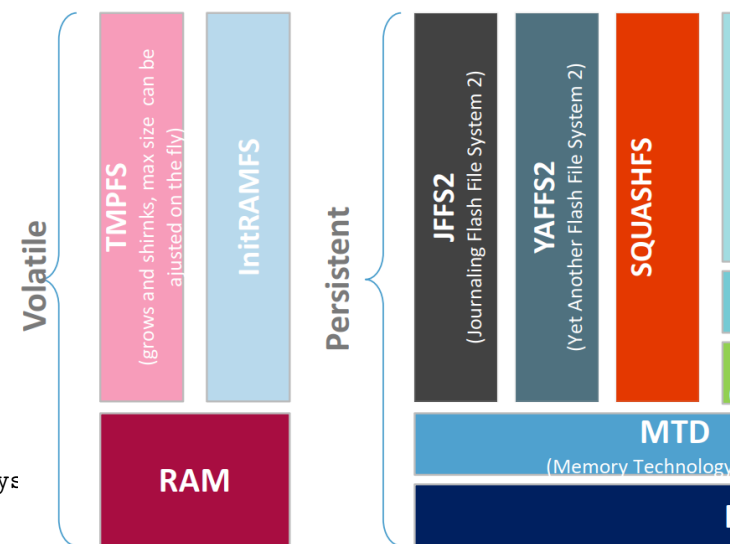 Volatile
TMPFS
(grows and shirnks, max size can be
ajusted on the fly)
InitRAMFS
RAM
Persistent
JFFS2
(Journaling Flash File System 2)
YAFFS2
(Yet Another Flash File System 2)
SQUASHFS
MTD
(Memory Technology